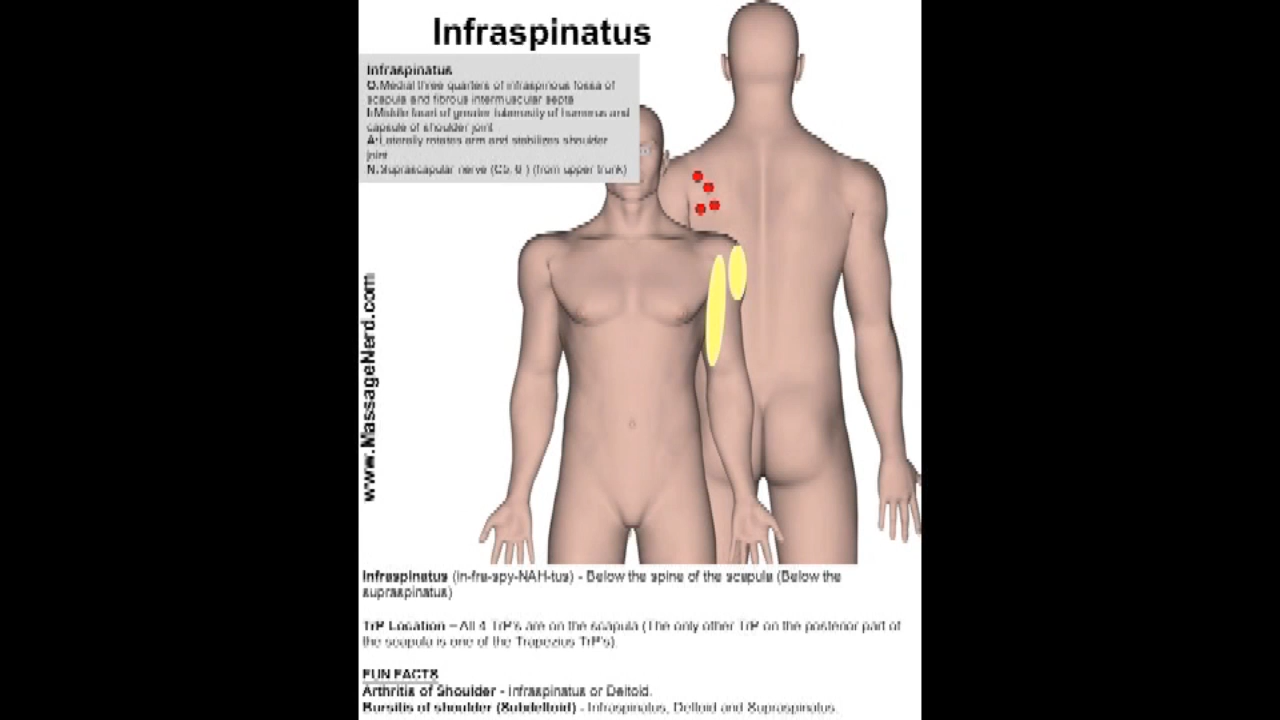 Infraspinatus
Infraspinatus
O. Medial three quarters of infraspinous fossa of
scapula and fibrous intermuscular septa
I. Middle facet of greater tuberosity of humerus and
capsule of shoulder joint
A. Laterally rotates arm and stabilizes shoulder
joint
N. Suprascapular nerve (C5, 6 ) (from upper trunk)
www.MassageNerd.com
Infraspinatus (in-fra-spy-NAH-tus) - Below the spine of the scapula (Below the
supraspinatus)
TrP Location – All 4 TrP's are on the scapula (The only other TrP on the posterior part of
the scapula is one of the Trapezius TrP's).
FUN FACTS
Arthritis of Shoulder - Infraspinatus or Deltoid.
Bursitis of shoulder (Subdeltoid) - Infraspinatus, Deltoid and Supraspinatus.